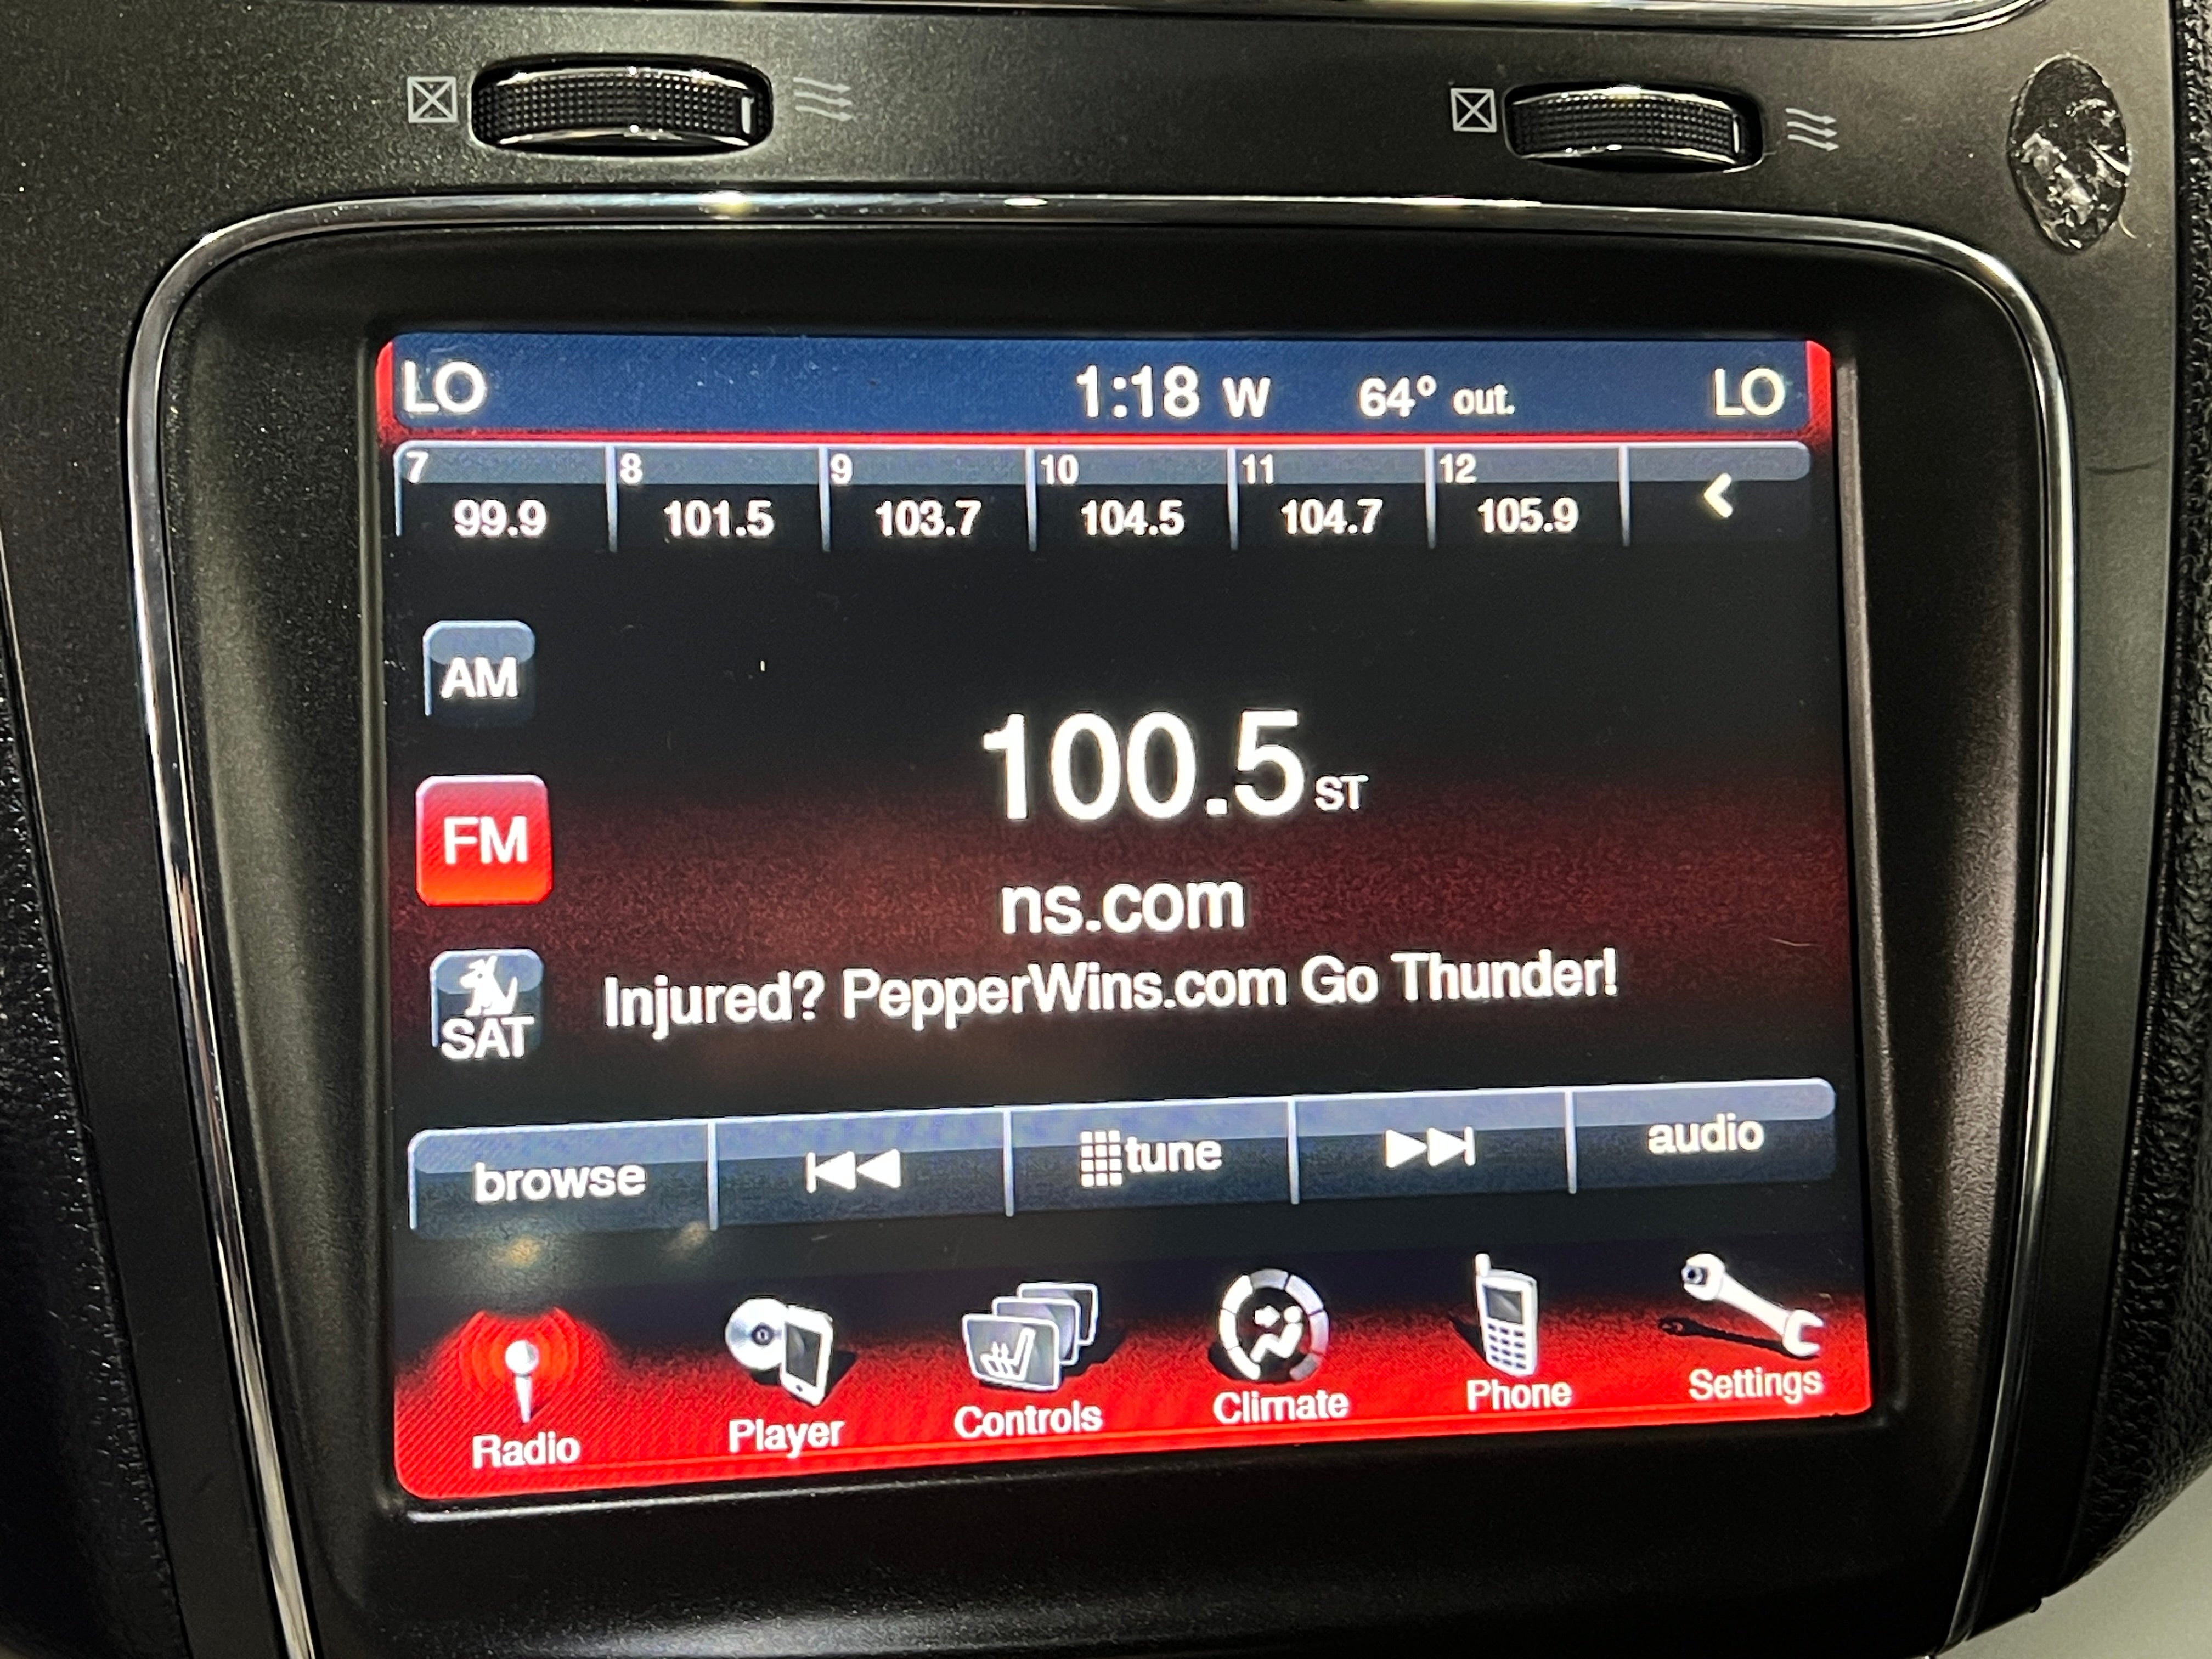 LO 1:18 W 64° out. LO
7 8 9 10 11 12
99.9 101.5 103.7 104.5 104.7 105.9
AM
100.5 ST
FM
ns.com
Injured? PepperWins.com Go Thunder!
SAT
browse tune audio
Radio Player Controls Climate Phone Settings